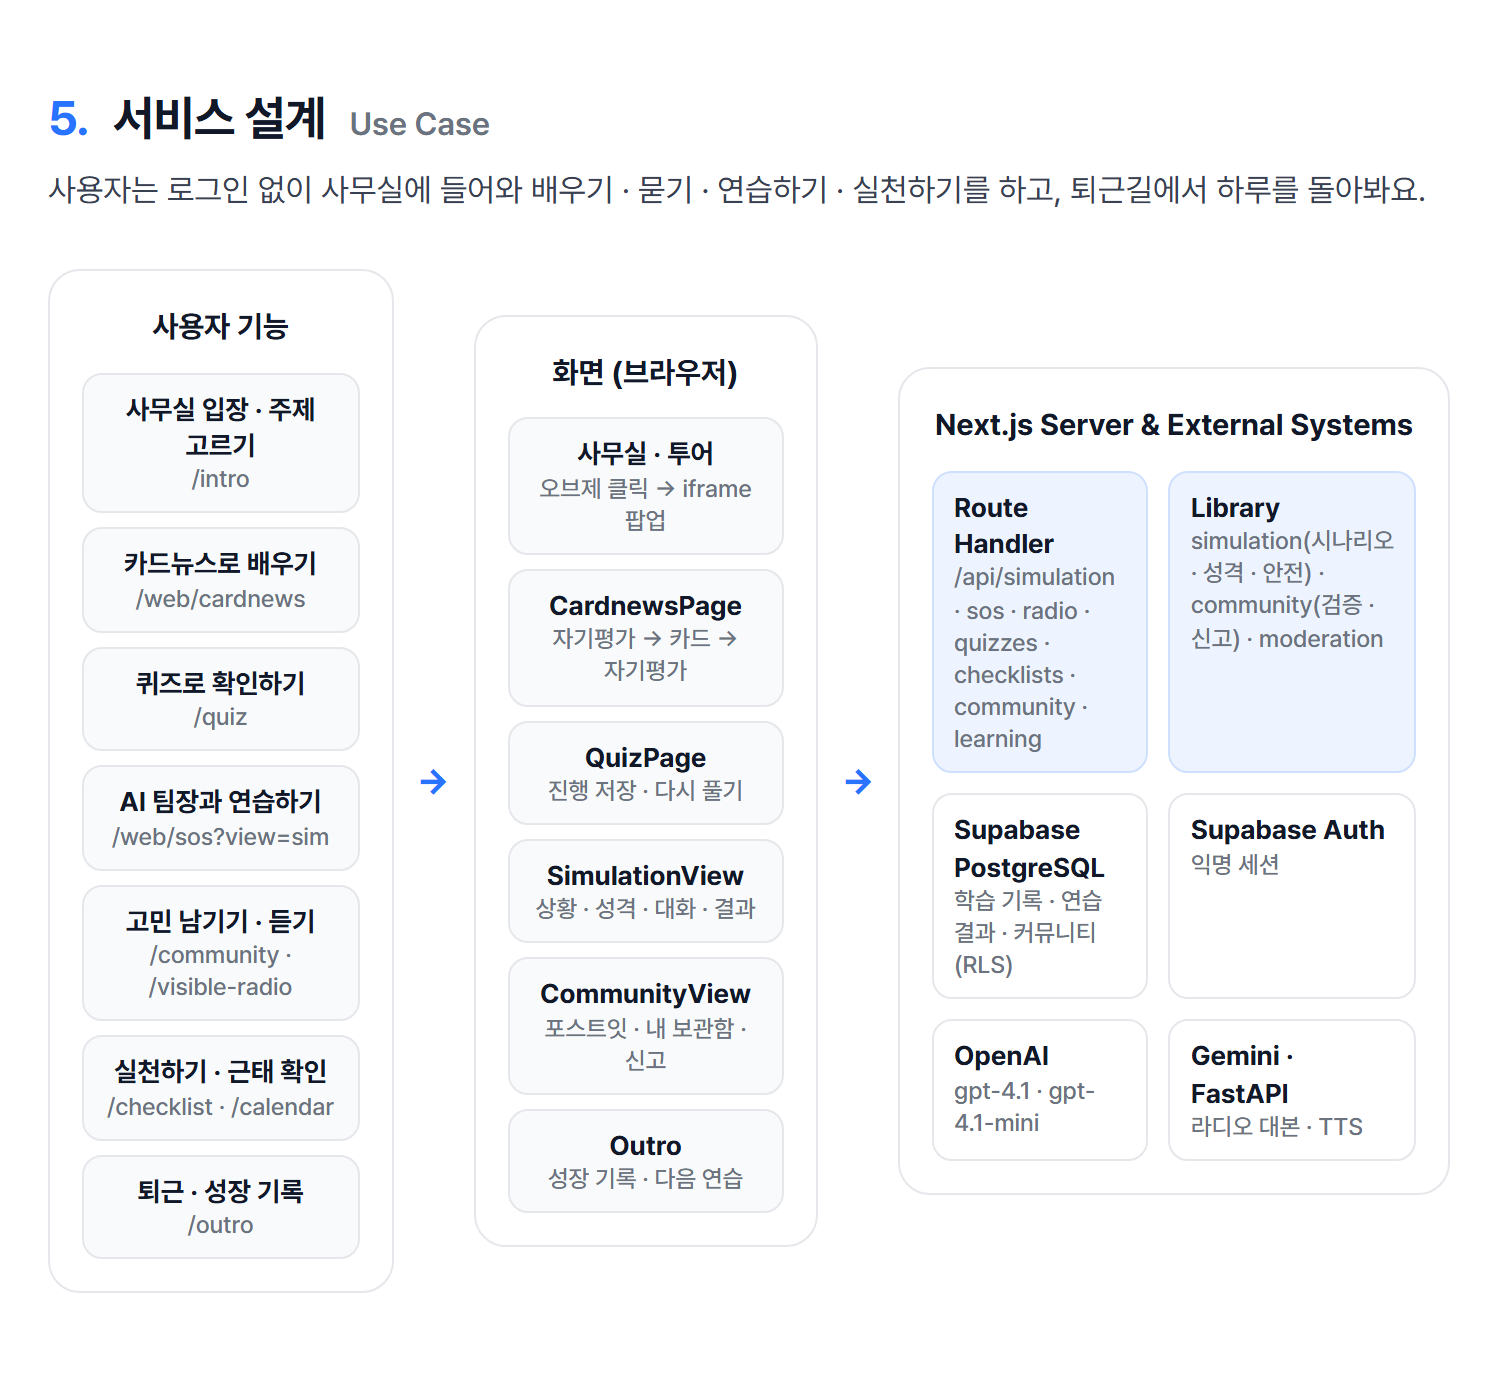 5. 서비스 설계 Use Case
사용자는 로그인 없이 사무실에 들어와 배우기 · 묻기 · 연습하기 · 실천하기를 하고, 퇴근길에서 하루를 돌아봐요.
사용자 기능
사무실 입장 · 주제
고르기
/intro
카드뉴스로 배우기
/web/cardnews
퀴즈로 확인하기
/quiz
AI 팀장과 연습하기
/web/sos?view=sim
고민 남기기 · 듣기
/community ·
/visible-radio
실천하기 · 근태 확인
/checklist · /calendar
퇴근 · 성장 기록
/outro
→
화면 (브라우저)
사무실 · 투어
오브제 클릭 → iframe
팝업
CardnewsPage
자기평가 → 카드 →
자기평가
QuizPage
진행 저장 · 다시 풀기
SimulationView
상황 · 성격 · 대화 · 결과
CommunityView
포스트잇 · 내 보관함 ·
신고
Outro
성장 기록 · 다음 연습
→
Next.js Server & External Systems
Route
Handler
/api/simulation
· sos · radio ·
quizzes ·
checklists ·
community ·
learning
Library
simulation(시나리오
· 성격 · 안전) ·
community(검증 ·
신고) · moderation
Supabase
PostgreSQL
학습 기록 · 연습
결과 · 커뮤니티
(RLS)
Supabase Auth
익명 세션
OpenAI
gpt-4.1 · gpt-
4.1-mini
Gemini ·
FastAPI
라디오 대본 · TTS